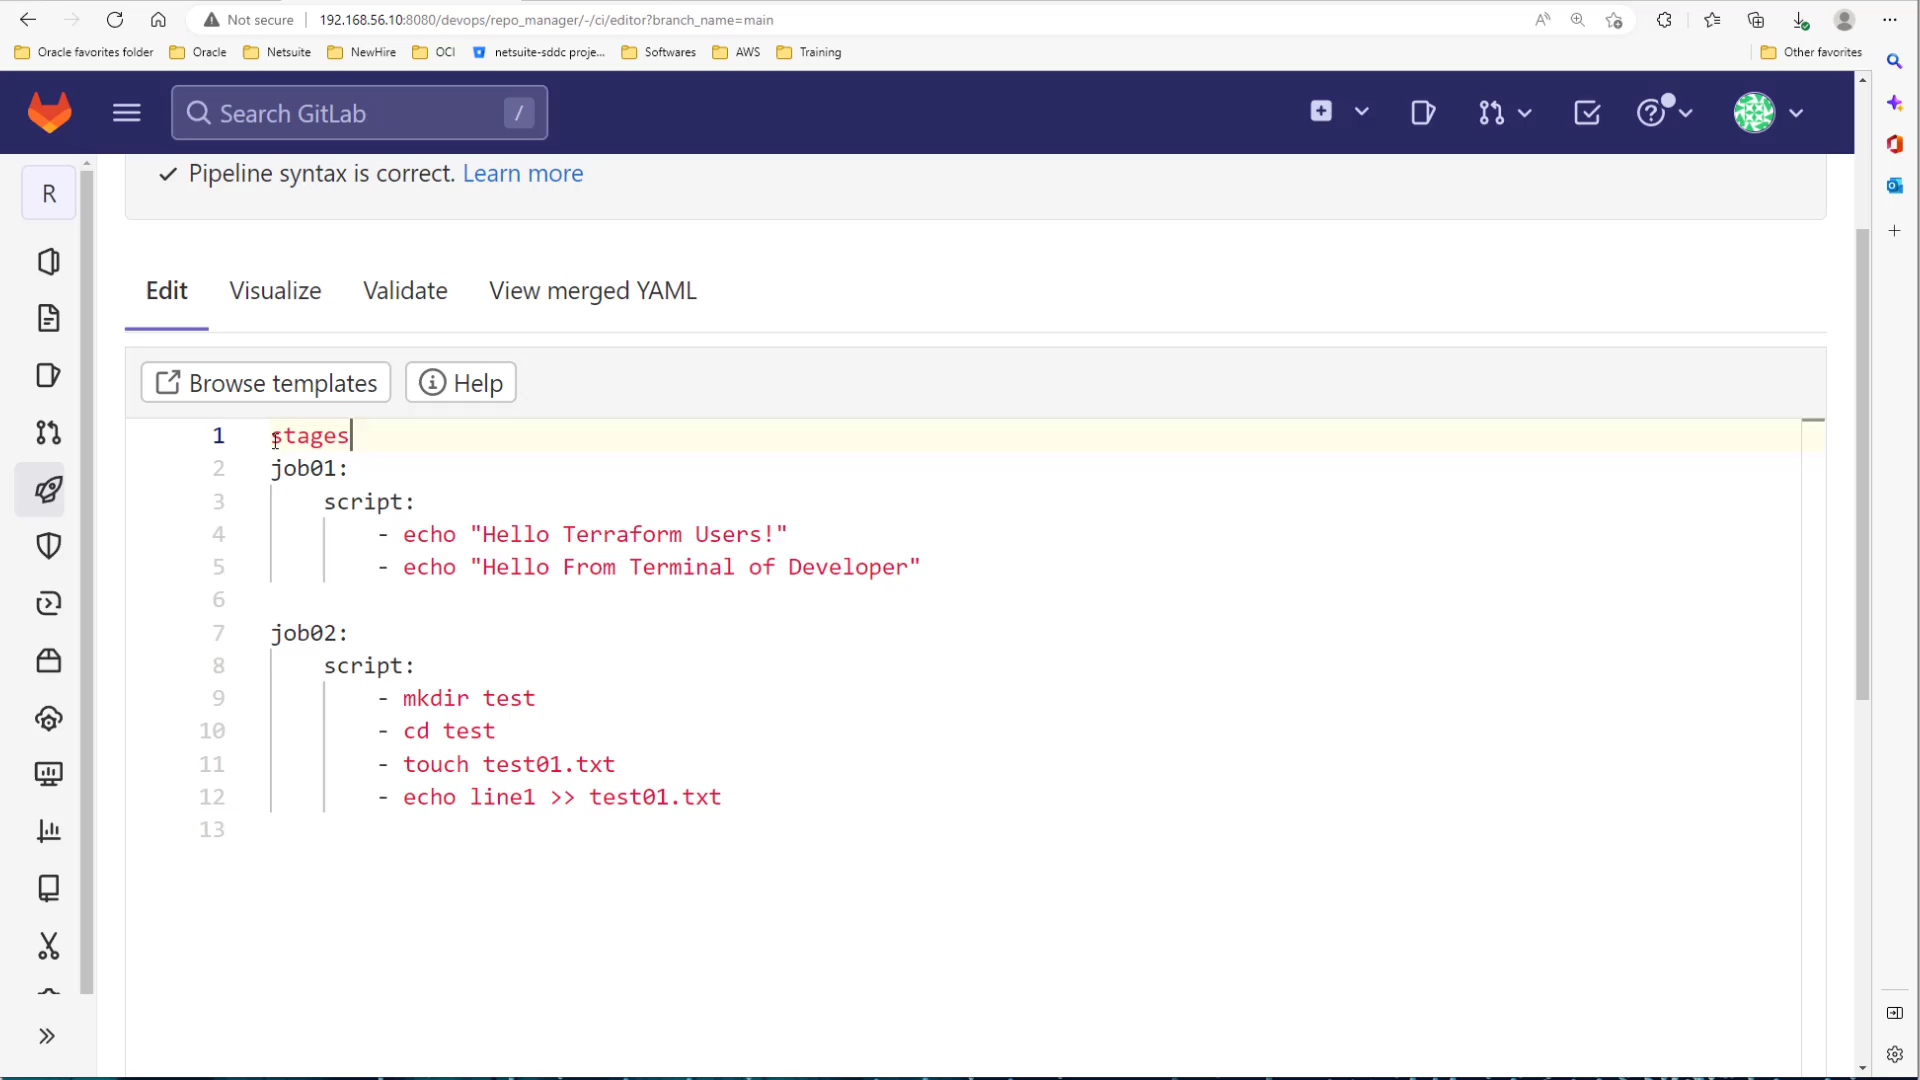 Not secure
192.168.56.10:8080/devops/repo_manager/-/ci/editor?branch_name=main
Oracle favorites folder
Oracle
Netsuite
NewHire
OCI
netsuite-sddc proje...
Softwares
AWS
Training
Other favorites
Search GitLab
/
R
Pipeline syntax is correct. Learn more
Edit
Visualize
Validate
View merged YAML
Browse templates
Help
1 stages
2 job01:
3 script:
4 - echo "Hello Terraform Users!"
5 - echo "Hello From Terminal of Developer"
6
7 job02:
8 script:
9 - mkdir test
10 - cd test
11 - touch test01.txt
12 - echo line1 >> test01.txt
13